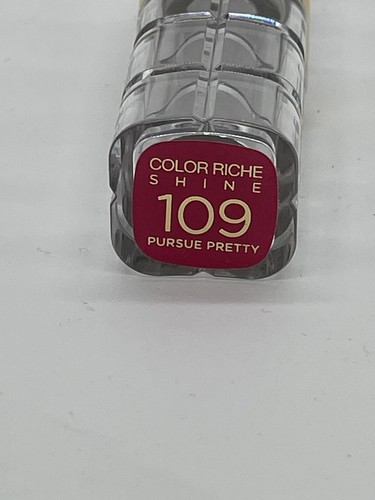 COLOR RICHE
SHINE
109
PURSUE PRETTY